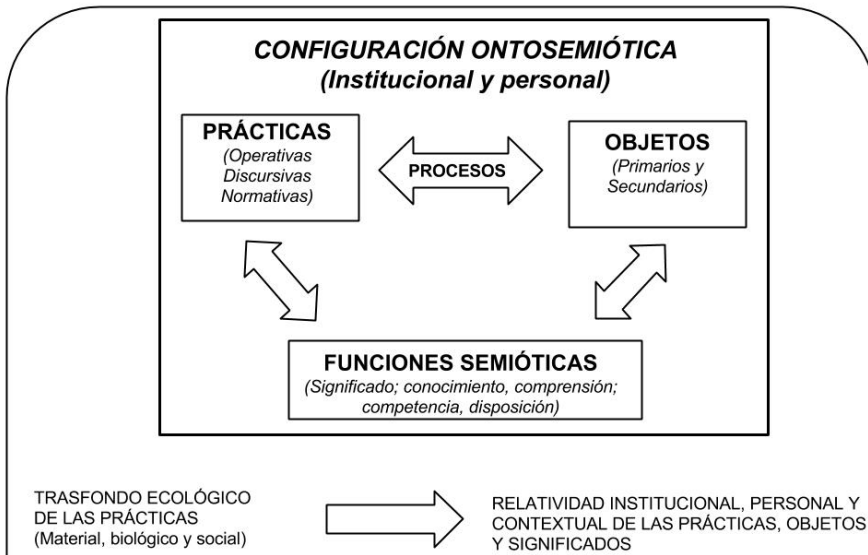 CONFIGURACIÓN ONTOSEMIÓTICA
(Institucional y personal)
PRÁCTICAS
(Operativas
Discursivas
Normativas)
PROCESOS
OBJETOS
(Primarios y
Secundarios)
FUNCIONES SEMIÓTICAS
(Significado; conocimiento, comprensión;
competencia, disposición)
TRASFONDO ECOLÓGICO
DE LAS PRÁCTICAS
(Material, biológico y social)
RELATIVIDAD INSTITUCIONAL, PERSONAL Y
CONTEXTUAL DE LAS PRÁCTICAS, OBJETOS
Y SIGNIFICADOS